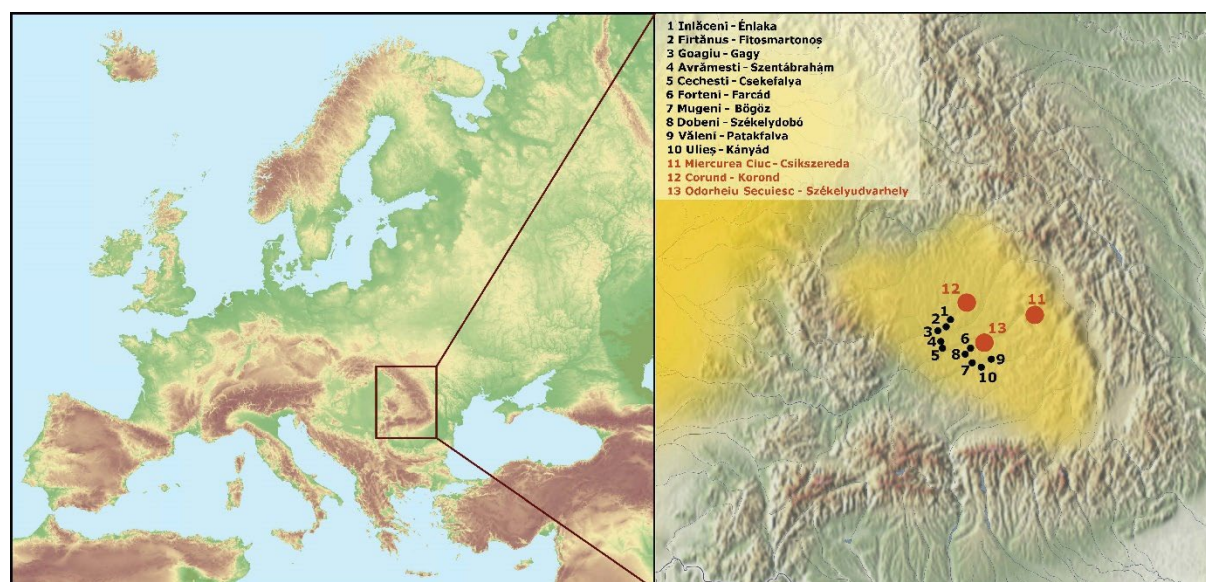 1 Inlăceni - Énlaka
2 Firtănus - Fitosmartonos
3 Goagiu - Gagy
4 Avrămesti - Szentábrahám
5 Cechesti - Csekefalya
6 Forteni - Farcád
7 Mugeni - Bögöz
8 Dobeni - Székelydobó
9 Văleni - Patakfalva
10 Ulieș - Kányád
11 Miercurea Ciuc - Csikszereda
12 Corund - Korond
13 Odorheiu Secuiesc - Székelyudvarhely
12
11
1
2
3
13
4
6
5
8
9
7
10